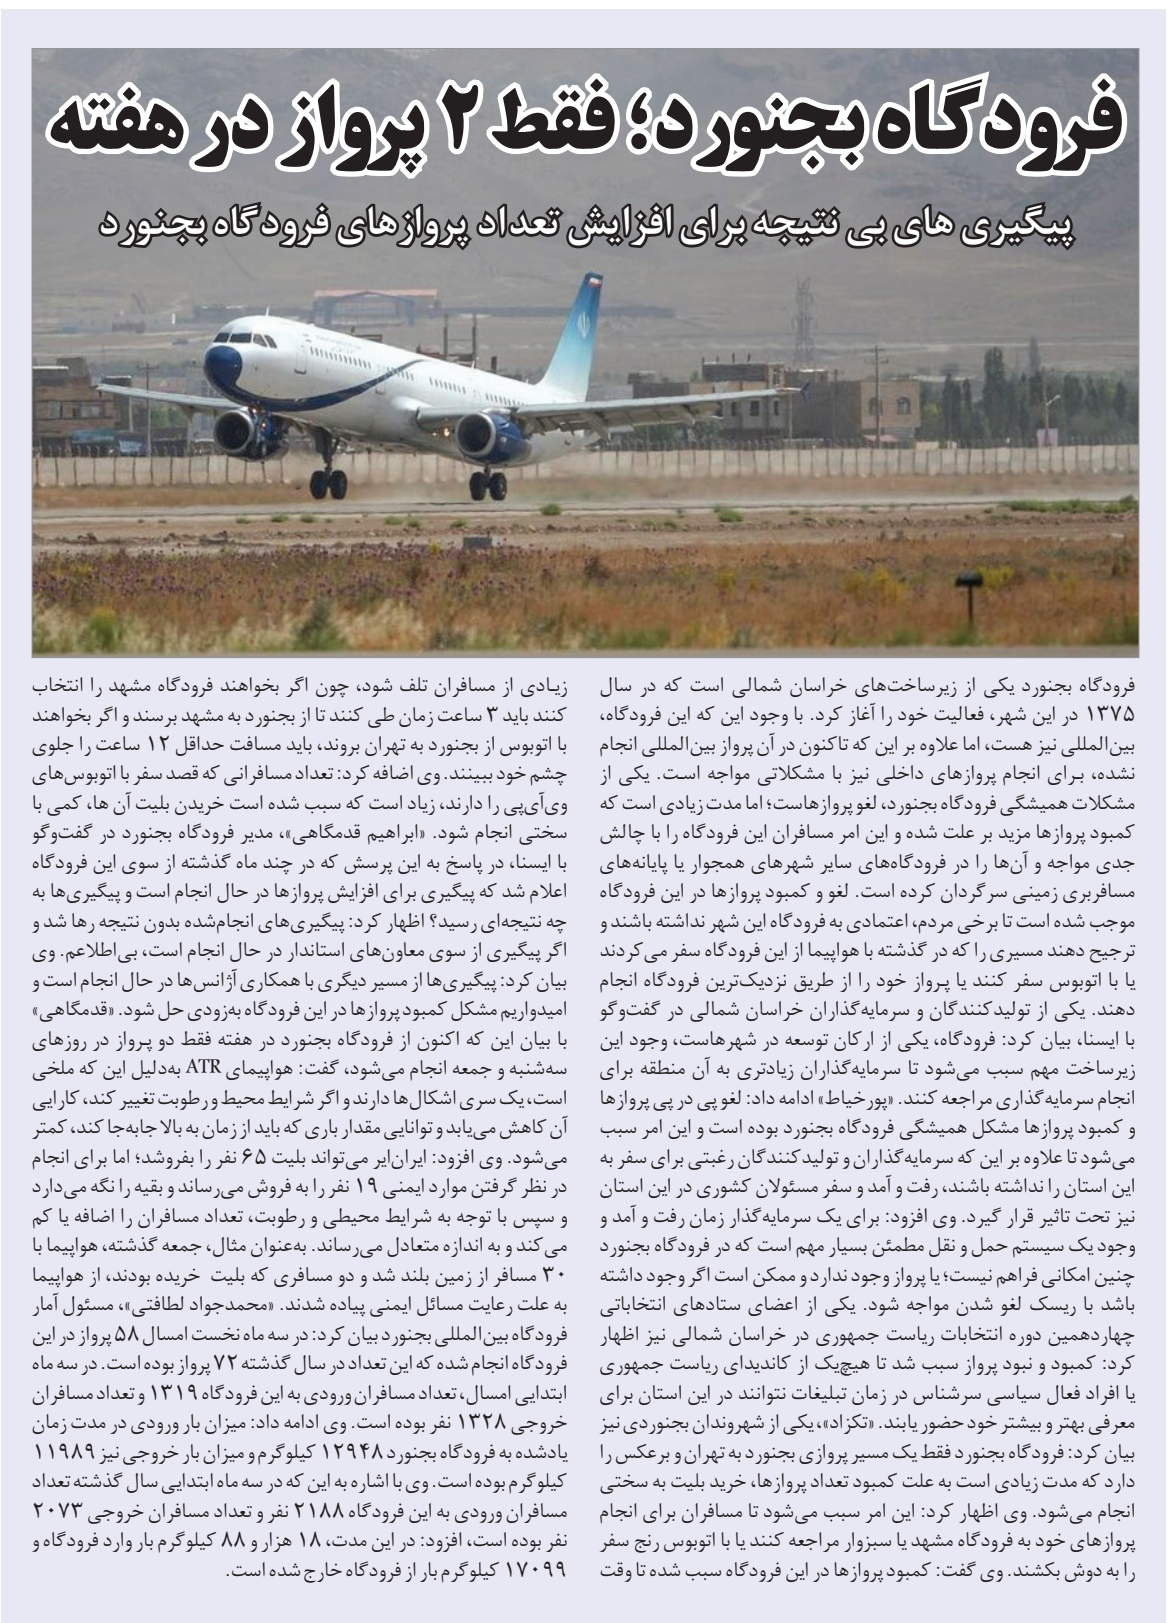 فرودگاه بجنورد؛ فقط ۲ پرواز در هفته
پیگیری های بی نتیجه برای افزایش تعداد پروازهای فرودگاه بجنورد
فرودگاه بجنورد یکی از زیرساخت‌های خراسان شمالی است که در سال
۱۳۷۵ در این شهر، فعالیت خود را آغاز کرد. با وجود این که این فرودگاه،
بین‌المللی نیز هست، اما علاوه بر این که تاکنون در آن پرواز بین‌المللی انجام
نشده، برای انجام پروازهای داخلی نیز با مشکلاتی مواجه است. یکی از
مشکلات همیشگی فرودگاه بجنورد، لغو پروازهاست؛ اما مدت زیادی است که
کمبود پروازها مزید بر علت شده و این امر مسافران این فرودگاه را با چالش
جدی مواجه و آن‌ها را در فرودگاه‌های سایر شهرهای همجوار یا پایانه‌های
مسافربری زمینی سرگردان کرده است. لغو و کمبود پروازها در این فرودگاه
موجب شده است تا برخی مردم، اعتمادی به فرودگاه این شهر نداشته باشند و
ترجیح دهند مسیری را که در گذشته با هواپیما از این فرودگاه سفر می‌کردند
یا با اتوبوس سفر کنند یا پرواز خود را از طریق نزدیک‌ترین فرودگاه انجام
دهند. یکی از تولیدکنندگان و سرمایه‌گذاران خراسان شمالی در گفت‌وگو
با ایسنا، بیان کرد: فرودگاه، یکی از ارکان توسعه در شهرهاست، وجود این
زیرساخت مهم سبب می‌شود تا سرمایه‌گذاران زیادتری به آن منطقه برای
انجام سرمایه‌گذاری مراجعه کنند. «پورخیاط» ادامه داد: لغو پی در پی پروازها
و کمبود پروازها مشکل همیشگی فرودگاه بجنورد بوده است و این امر سبب
می‌شود تا علاوه بر این که سرمایه‌گذاران و تولیدکنندگان رغبتی برای سفر به
این استان را نداشته باشند، رفت و آمد و سفر مسئولان کشوری در این استان
نیز تحت تاثیر قرار گیرد. وی افزود: برای یک سرمایه‌گذار زمان رفت و آمد و
وجود یک سیستم حمل و نقل مطمئن بسیار مهم است که در فرودگاه بجنورد
چنین امکانی فراهم نیست؛ یا پرواز وجود ندارد و ممکن است اگر وجود داشته
باشد با ریسک لغو شدن مواجه شود. یکی از اعضای ستادهای انتخاباتی
چهاردهمین دوره انتخابات ریاست جمهوری در خراسان شمالی نیز اظهار
کرد: کمبود و نبود پرواز سبب شد تا هیچ‌یک از کاندیدای ریاست جمهوری
یا افراد فعال سیاسی سرشناس در زمان تبلیغات نتوانند در این استان برای
معرفی بهتر و بیشتر خود حضور یابند. «تکزاد»، یکی از شهروندان بجنوردی نیز
بیان کرد: فرودگاه بجنورد فقط یک مسیر پروازی بجنورد به تهران و برعکس را
دارد که مدت زیادی است به علت کمبود تعداد پروازها، خرید بلیت به سختی
انجام می‌شود. وی اظهار کرد: این امر سبب می‌شود تا مسافران برای انجام
پروازهای خود به فرودگاه مشهد یا سبزوار مراجعه کنند یا با اتوبوس رنج سفر
را به دوش بکشند. وی گفت: کمبود پروازها در این فرودگاه سبب شده تا وقت
زیادی از مسافران تلف شود، چون اگر بخواهند فرودگاه مشهد را انتخاب
کنند باید ۳ ساعت زمان طی کنند تا از بجنورد به مشهد برسند و اگر بخواهند
با اتوبوس از بجنورد به تهران بروند، باید مسافت حداقل ۱۲ ساعت را جلوی
چشم خود ببینند. وی اضافه کرد: تعداد مسافرانی که قصد سفر با اتوبوس‌های
وی‌آی‌پی را دارند، زیاد است که سبب شده است خریدن بلیت آن ها، کمی با
سختی انجام شود. «ابراهیم قدمگاهی»، مدیر فرودگاه بجنورد در گفت‌وگو
با ایسنا، در پاسخ به این پرسش که در چند ماه گذشته از سوی این فرودگاه
اعلام شد که پیگیری برای افزایش پروازها در حال انجام است و پیگیری‌ها به
چه نتیجه‌ای رسید؟ اظهار کرد: پیگیری‌های انجام‌شده بدون نتیجه رها شد و
اگر پیگیری از سوی معاون‌های استاندار در حال انجام است، بی‌اطلاعم. وی
بیان کرد: پیگیری‌ها از مسیر دیگری با همکاری آژانس‌ها در حال انجام است و
امیدواریم مشکل کمبود پروازها در این فرودگاه به‌زودی حل شود. «قدمگاهی»
با بیان این که اکنون از فرودگاه بجنورد در هفته فقط دو پرواز در روزهای
سه‌شنبه و جمعه انجام می‌شود، گفت: هواپیمای ATR به‌دلیل این که ملخی
است، یک سری اشکال‌ها دارند و اگر شرایط محیط و رطوبت تغییر کند، کارایی
آن کاهش می‌یابد و توانایی مقدار باری که باید از زمان به بالا جابه‌جا کند، کمتر
می‌شود. وی افزود: ایران‌ایر می‌تواند بلیت ۶۵ نفر را بفروشد؛ اما برای انجام
در نظر گرفتن موارد ایمنی ۱۹ نفر را به فروش می‌رساند و بقیه را نگه می‌دارد
و سپس با توجه به شرایط محیطی و رطوبت، تعداد مسافران را اضافه یا کم
می‌کند و به اندازه متعادل می‌رساند. به‌عنوان مثال، جمعه گذشته، هواپیما با
۳۰ مسافر از زمین بلند شد و دو مسافری که بلیت خریده بودند، از هواپیما
به علت رعایت مسائل ایمنی پیاده شدند. «محمدجواد لطافتی»، مسئول آمار
فرودگاه بین‌المللی بجنورد بیان کرد: در سه ماه نخست امسال ۵۸ پرواز در این
فرودگاه انجام شده که این تعداد در سال گذشته ۷۲ پرواز بوده است. در سه ماه
ابتدایی امسال، تعداد مسافران ورودی به این فرودگاه ۱۳۱۹ و تعداد مسافران
خروجی ۱۳۲۸ نفر بوده است. وی ادامه داد: میزان بار ورودی در مدت زمان
یادشده به فرودگاه بجنورد ۱۲۹۴۸ کیلوگرم و میزان بار خروجی نیز ۱۱۹۸۹
کیلوگرم بوده است. وی با اشاره به این که در سه ماه ابتدایی سال گذشته تعداد
مسافران ورودی به این فرودگاه ۲۱۸۸ نفر و تعداد مسافران خروجی ۲۰۷۳
نفر بوده است، افزود: در این مدت، ۱۸ هزار و ۸۸ کیلوگرم بار وارد فرودگاه و
۱۷۰۹۹ کیلوگرم بار از فرودگاه خارج شده است.